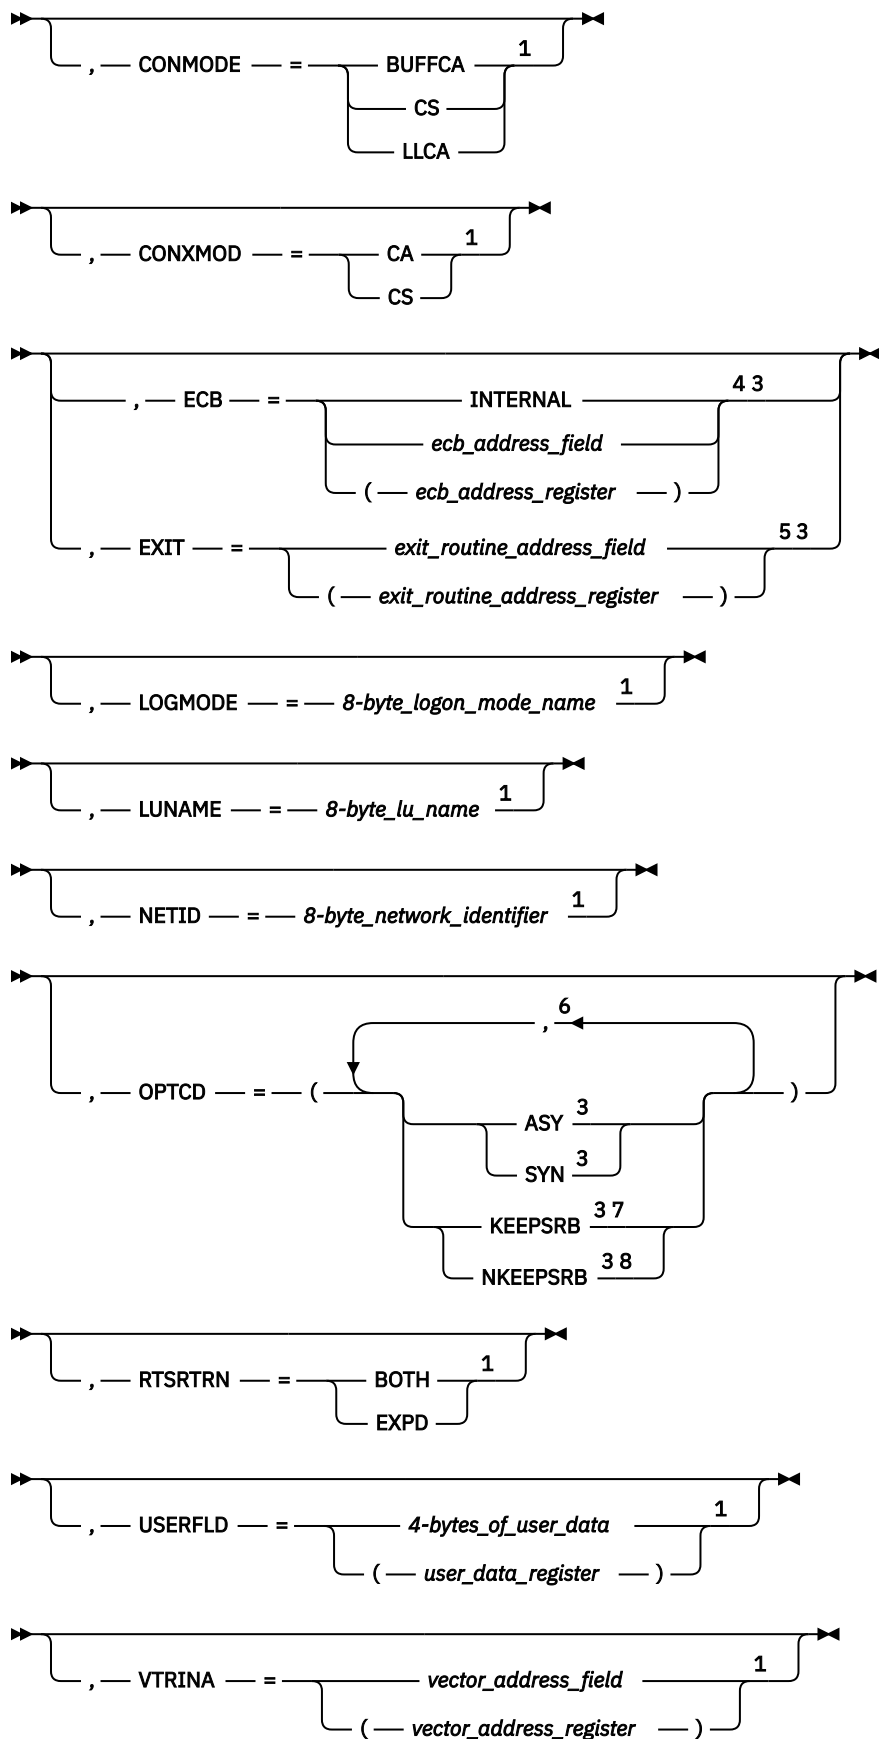 , CONMODE = BUFFCA 1
CS
LLCA
, CONXMOD = CA 1
CS
, ECB = INTERNAL 4 3
ecb_address_field
( ecb_address_register )
, EXIT = exit_routine_address_field 5 3
( exit_routine_address_register )
, LOGMODE = 8-byte_logon_mode_name 1
, LUNAME = 8-byte_lu_name 1
, NETID = 8-byte_network_identifier 1
, 6
, OPTCD = ( )
ASY 3
SYN 3
KEEPSRB 3 7
NKEEPSRB 3 8
, RTSRTRN = BOTH 1
EXPD
, USERFLD = 4-bytes_of_user_data 1
( user_data_register )
, VTRINA = vector_address_field 1
( vector_address_register )